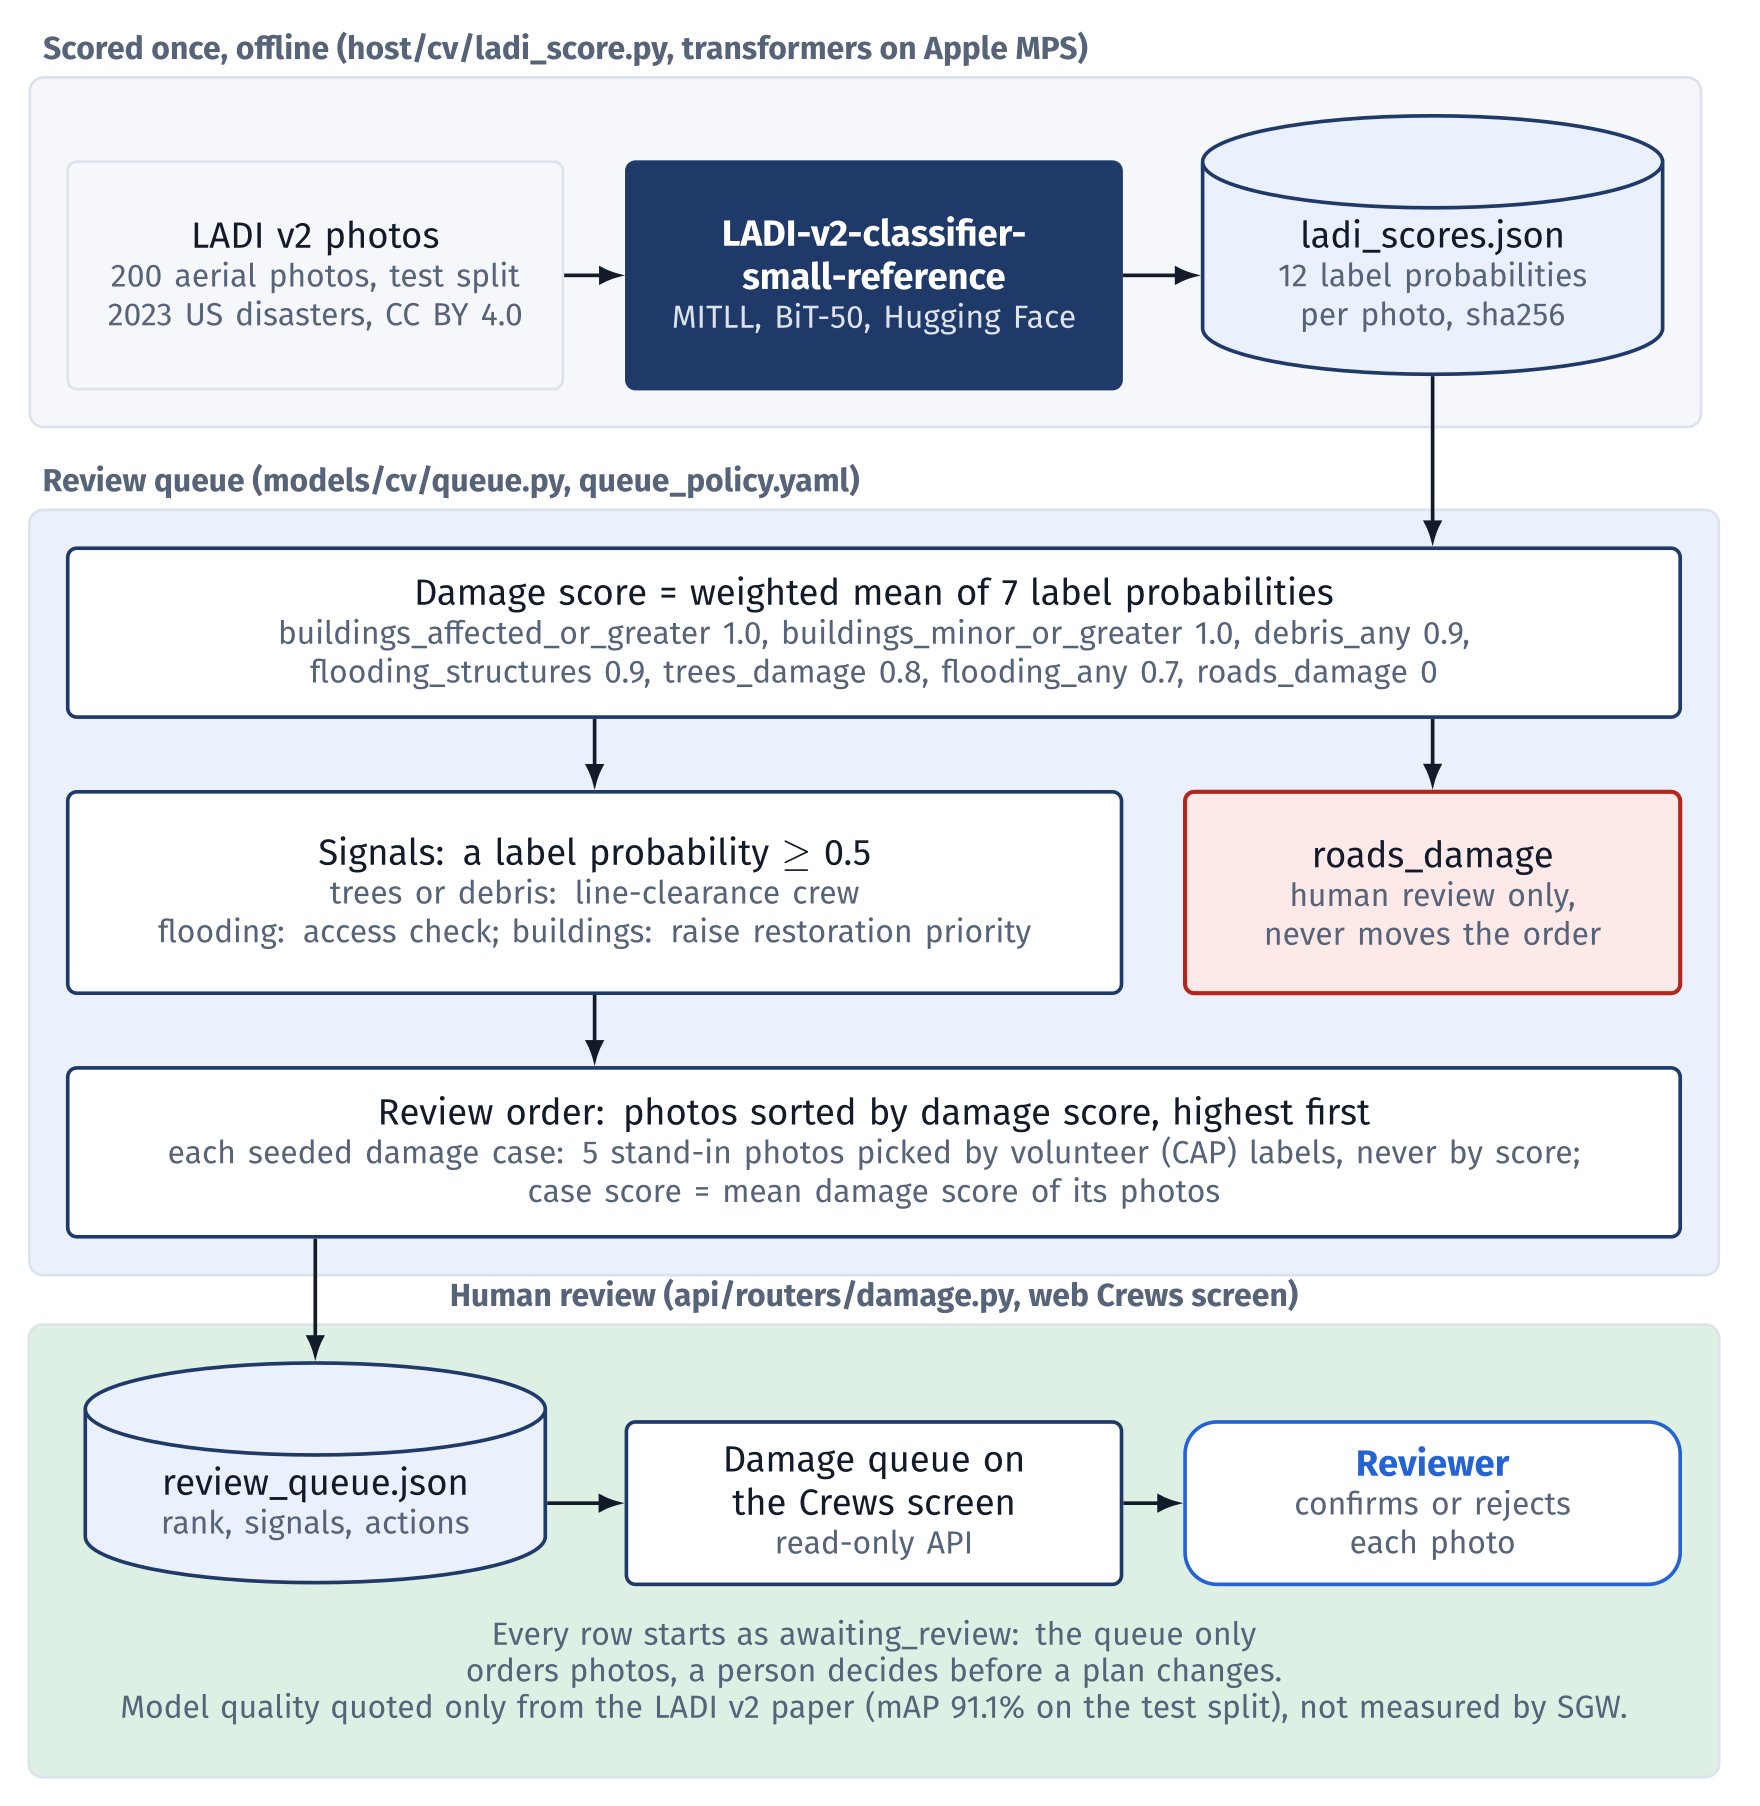 Scored once, offline (host/cv/ladi_score.py, transformers on Apple MPS)
LADI v2 photos
200 aerial photos, test split
2023 US disasters, CC BY 4.0
LADI-v2-classifier-
small-reference
MITLL, BiT-50, Hugging Face
ladi_scores.json
12 label probabilities
per photo, sha256
Review queue (models/cv/queue.py, queue_policy.yaml)
Damage score = weighted mean of 7 label probabilities
buildings_affected_or_greater 1.0, buildings_minor_or_greater 1.0, debris_any 0.9,
flooding_structures 0.9, trees_damage 0.8, flooding_any 0.7, roads_damage 0
Signals: a label probability ≥ 0.5
trees or debris: line-clearance crew
flooding: access check; buildings: raise restoration priority
roads_damage
human review only,
never moves the order
Review order: photos sorted by damage score, highest first
each seeded damage case: 5 stand-in photos picked by volunteer (CAP) labels, never by score;
case score = mean damage score of its photos
Human review (api/routers/damage.py, web Crews screen)
review_queue.json
rank, signals, actions
Damage queue on
the Crews screen
read-only API
Reviewer
confirms or rejects
each photo
Every row starts as awaiting_review: the queue only
orders photos, a person decides before a plan changes.
Model quality quoted only from the LADI v2 paper (mAP 91.1% on the test split), not measured by SGW.